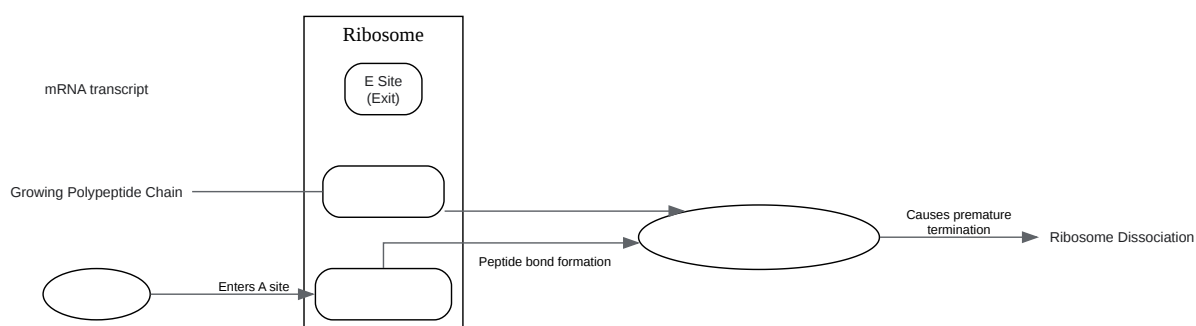 Ribosome
E Site
(Exit)
mRNA transcript
Growing Polypeptide Chain
Causes premature
termination
Ribosome Dissociation
Peptide bond formation
Enters A site